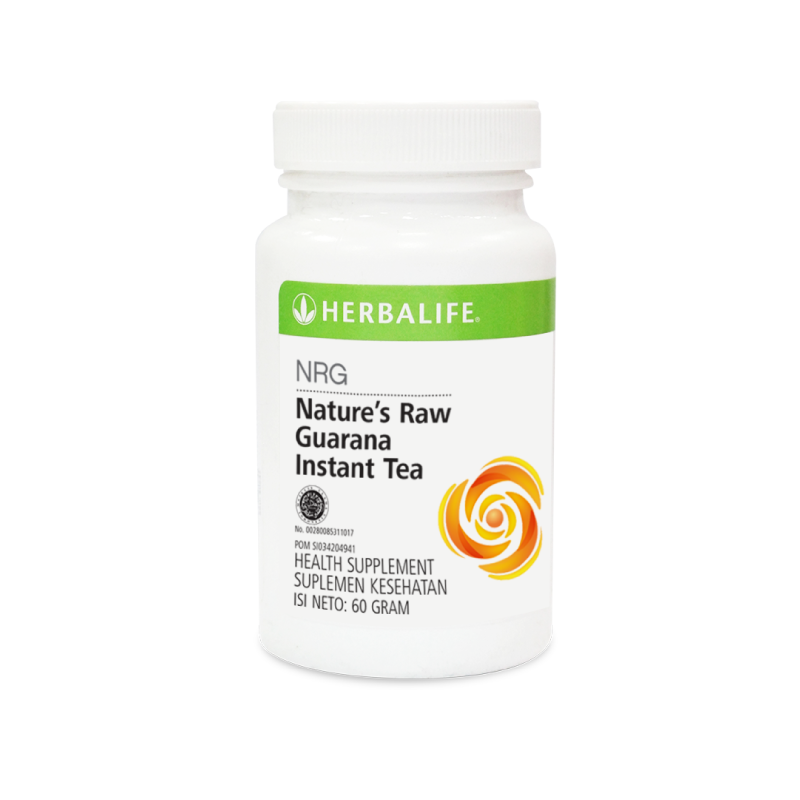 HERBALIFE®
NRG
Nature's Raw
Guarana
Instant Tea
No. 00280085311017
POM SI034204941
HEALTH SUPPLEMENT
SUPLEMEN KESEHATAN
ISI NETO: 60 GRAM